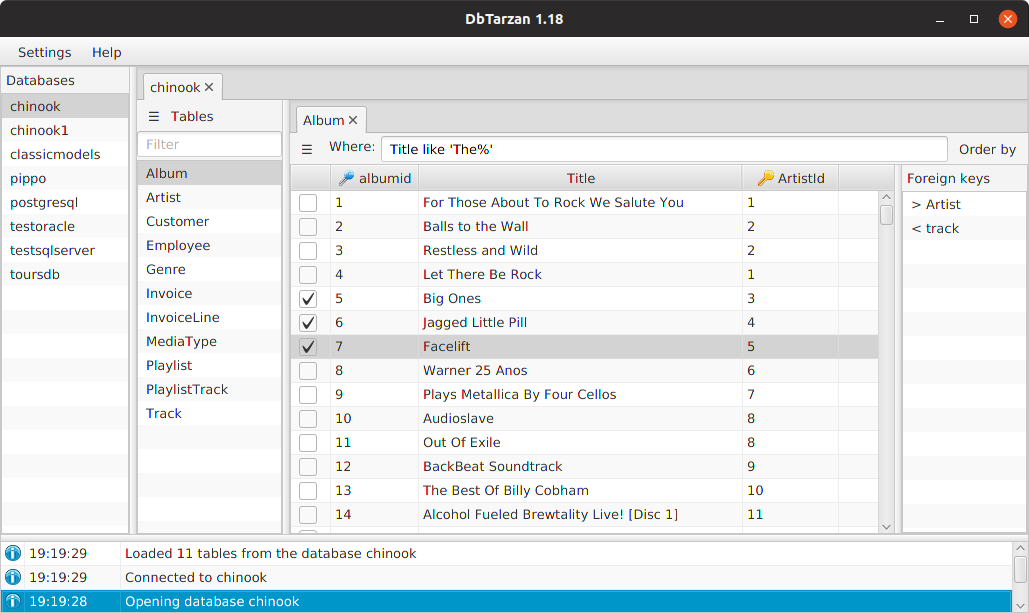 DbTarzan 1.18
Settings Help
Databases
chinook
chinook1
classicmodels
pippo
postgresql
testoracle
testsqlserver
toursdb
chinook
Tables
Filter
Album
Artist
Customer
Employee
Genre
Invoice
InvoiceLine
MediaType
Playlist
PlaylistTrack
Track
Album
Where: Title like 'The%' Order by
albumid Title ArtistId
1 For Those About To Rock We Salute You 1
2 Balls to the Wall 2
3 Restless and Wild 2
4 Let There Be Rock 1
5 Big Ones 3
6 Jagged Little Pill 4
7 Facelift 5
8 Warner 25 Anos 6
9 Plays Metallica By Four Cellos 7
10 Audioslave 8
11 Out Of Exile 8
12 BackBeat Soundtrack 9
13 The Best Of Billy Cobham 10
14 Alcohol Fueled Brewtality Live! [Disc 1] 11
Foreign keys
> Artist
< track
19:19:29 Loaded 11 tables from the database chinook
19:19:29 Connected to chinook
19:19:28 Opening database chinook